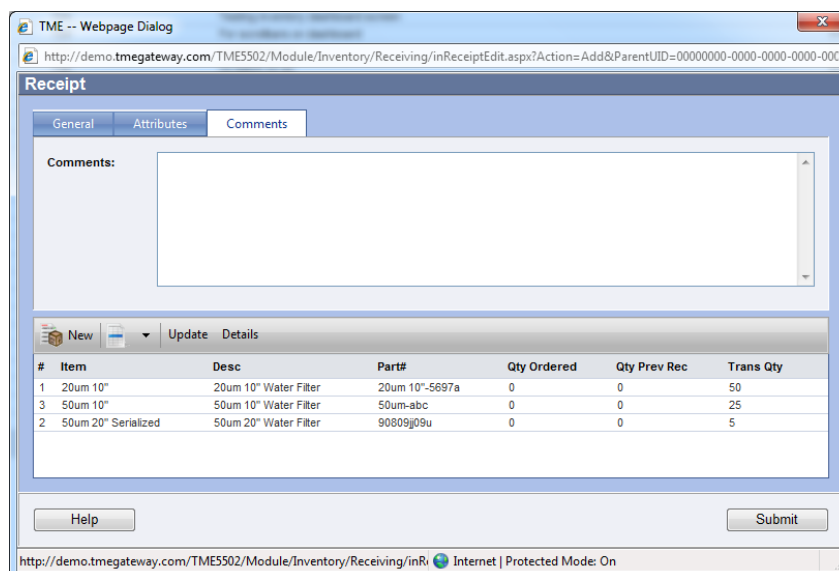 Testing inventory dashboard screen
TME -- Webpage Dialog
x
http://demo.tmegateway.com/TME5502/Module/Inventory/Receiving/inReceiptEdit.aspx?Action=Add&ParentUID=00000000-0000-0000-0000-000
Receipt
General Attributes Comments
Comments:
New Update Details
# Item Desc Part# Qty Ordered Qty Prev Rec Trans Qty
1 20um 10" 20um 10" Water Filter 20um 10"-5697a 0 0 50
3 50um 10" 50um 10" Water Filter 50um-abc 0 0 25
2 50um 20" Serialized 50um 20" Water Filter 90809jj09u 0 0 5
Help Submit
http://demo.tmegateway.com/TME5502/Module/Inventory/Receiving/inR Internet | Protected Mode: On